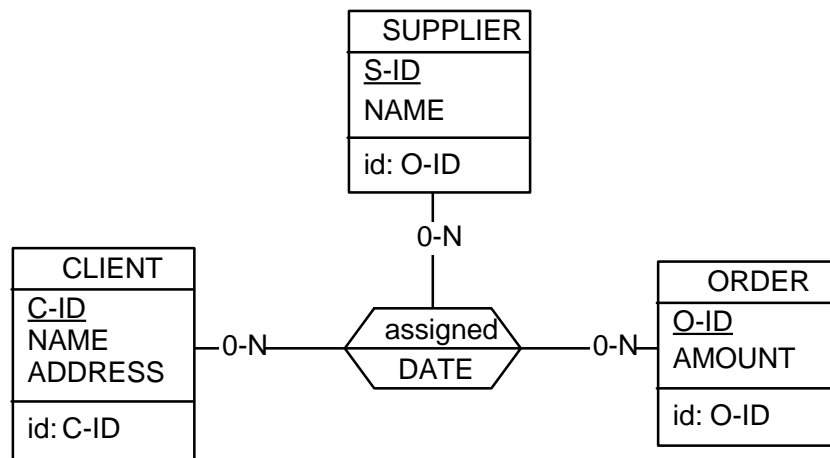 SUPPLIER
S-ID
NAME
id: O-ID
0-N
CLIENT
C-ID
NAME
ADDRESS
id: C-ID
0-N
assigned
DATE
0-N
ORDER
O-ID
AMOUNT
id: O-ID